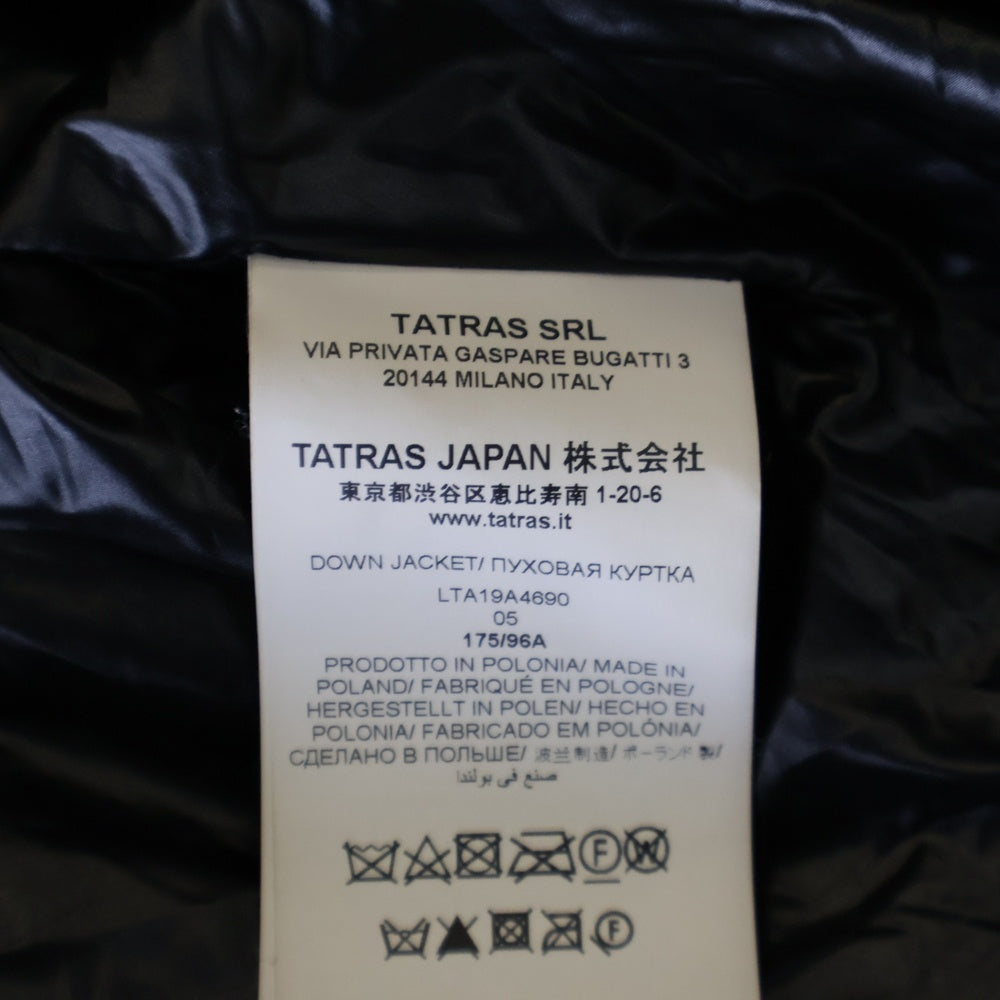 TATRAS SRL
VIA PRIVATA GASPARE BUGATTI 3
20144 MILANO ITALY
TATRAS JAPAN 株式会社
東京都渋谷区恵比寿南 1-20-6
www.tatras.it
DOWN JACKET/ ПУХОВАЯ КУРТКА
LTA19A4690
05
175/96A
PRODOTTO IN POLONIA/ MADE IN
POLAND/ FABRIQUÉ EN POLOGNE/
HERGESTELLT IN POLEN/ HECHO EN
POLONIA/ FABRICADO EM POLÓNIA/
СДЕЛАНО В ПОЛЬШЕ/ 波兰制造/ ポーランド 製/
صنع في بولندا
F W
F